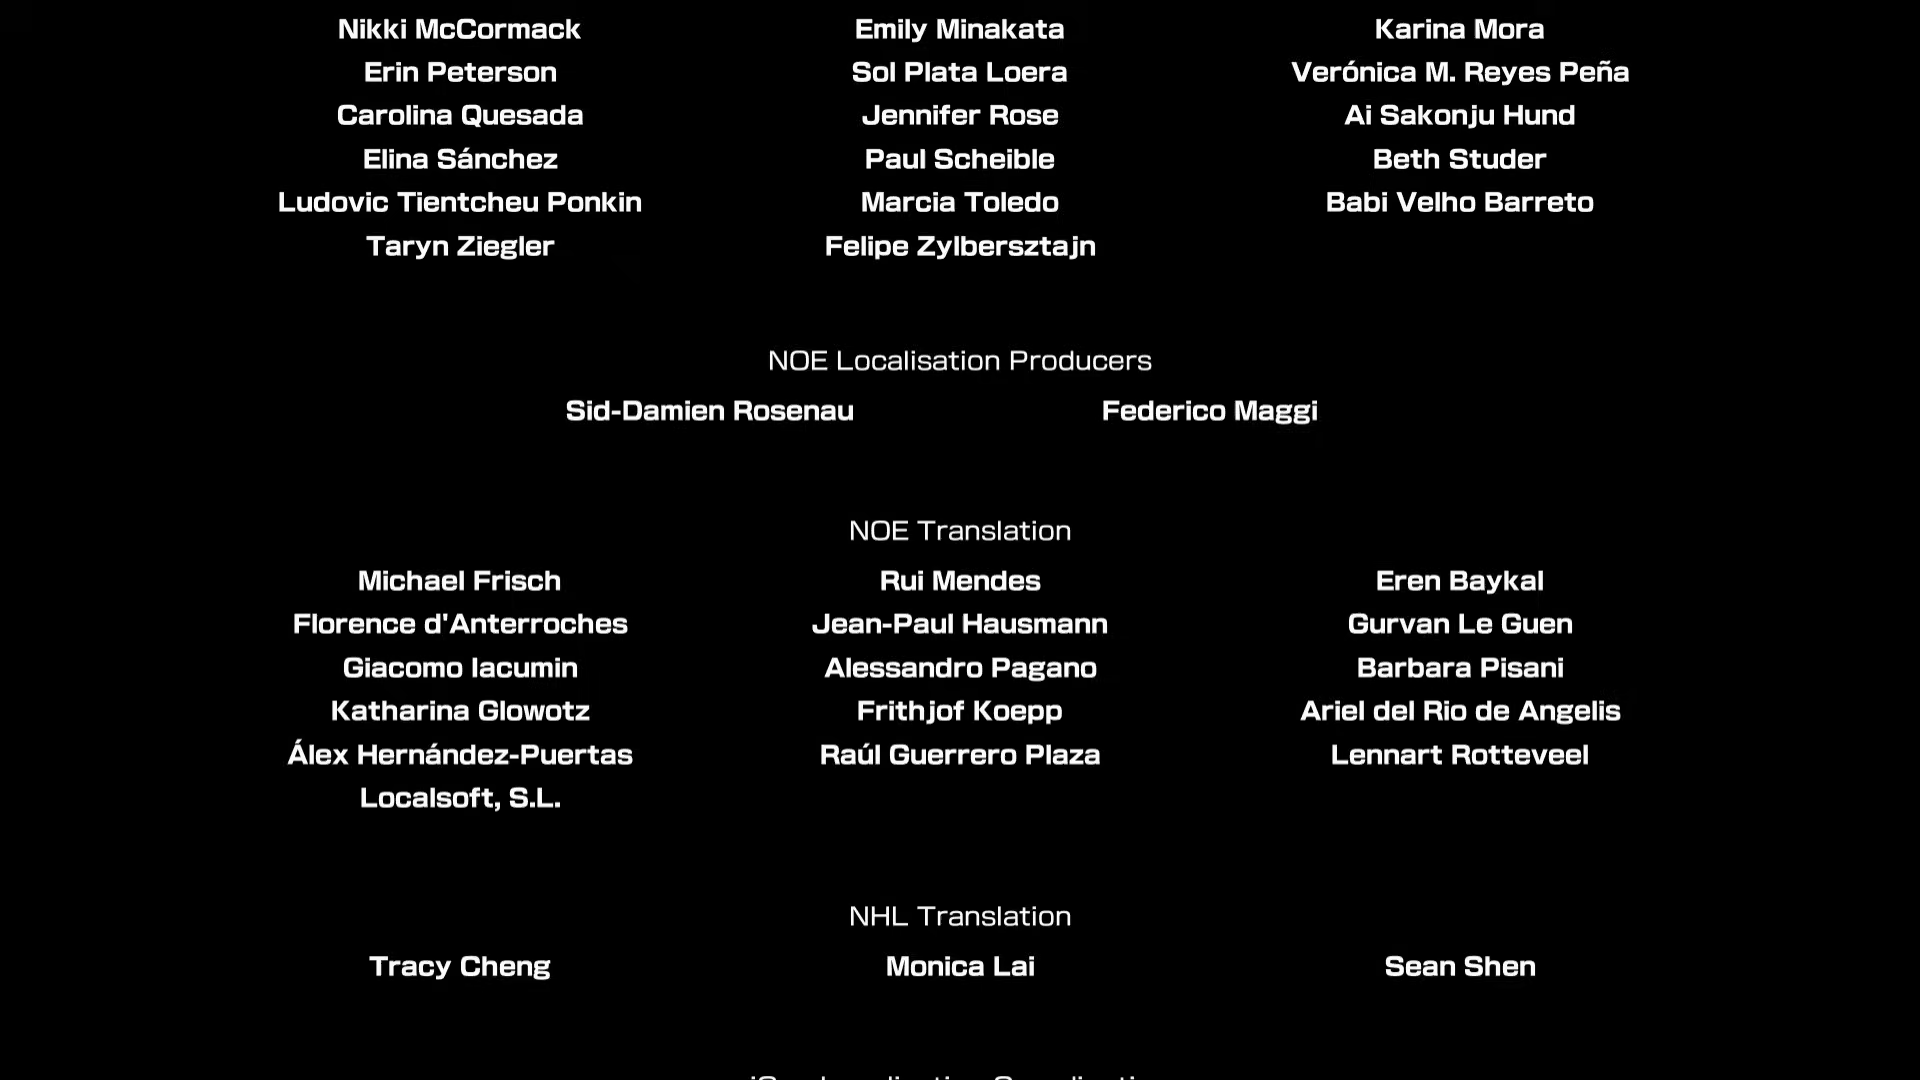 Nikki McCormack Emily Minakata Karina Mora
Erin Peterson Sol Plata Loera Verónica M. Reyes Peña
Carolina Quesada Jennifer Rose Ai Sakonju Hund
Elina Sánchez Paul Scheible Beth Studer
Ludovic Tientcheu Ponkin Marcia Toledo Babi Velho Barreto
Taryn Ziegler Felipe Zylbersztajn
NOE Localisation Producers
Sid-Damien Rosenau Federico Maggi
NOE Translation
Michael Frisch Rui Mendes Eren Baykal
Florence d'Anterroches Jean-Paul Hausmann Gurvan Le Guen
Giacomo Iacumin Alessandro Pagano Barbara Pisani
Katharina Glowotz Frithjof Koepp Ariel del Rio de Angelis
Álex Hernández-Puertas Raúl Guerrero Plaza Lennart Rotteveel
Localsoft, S.L.
NHL Translation
Tracy Cheng Monica Lai Sean Shen